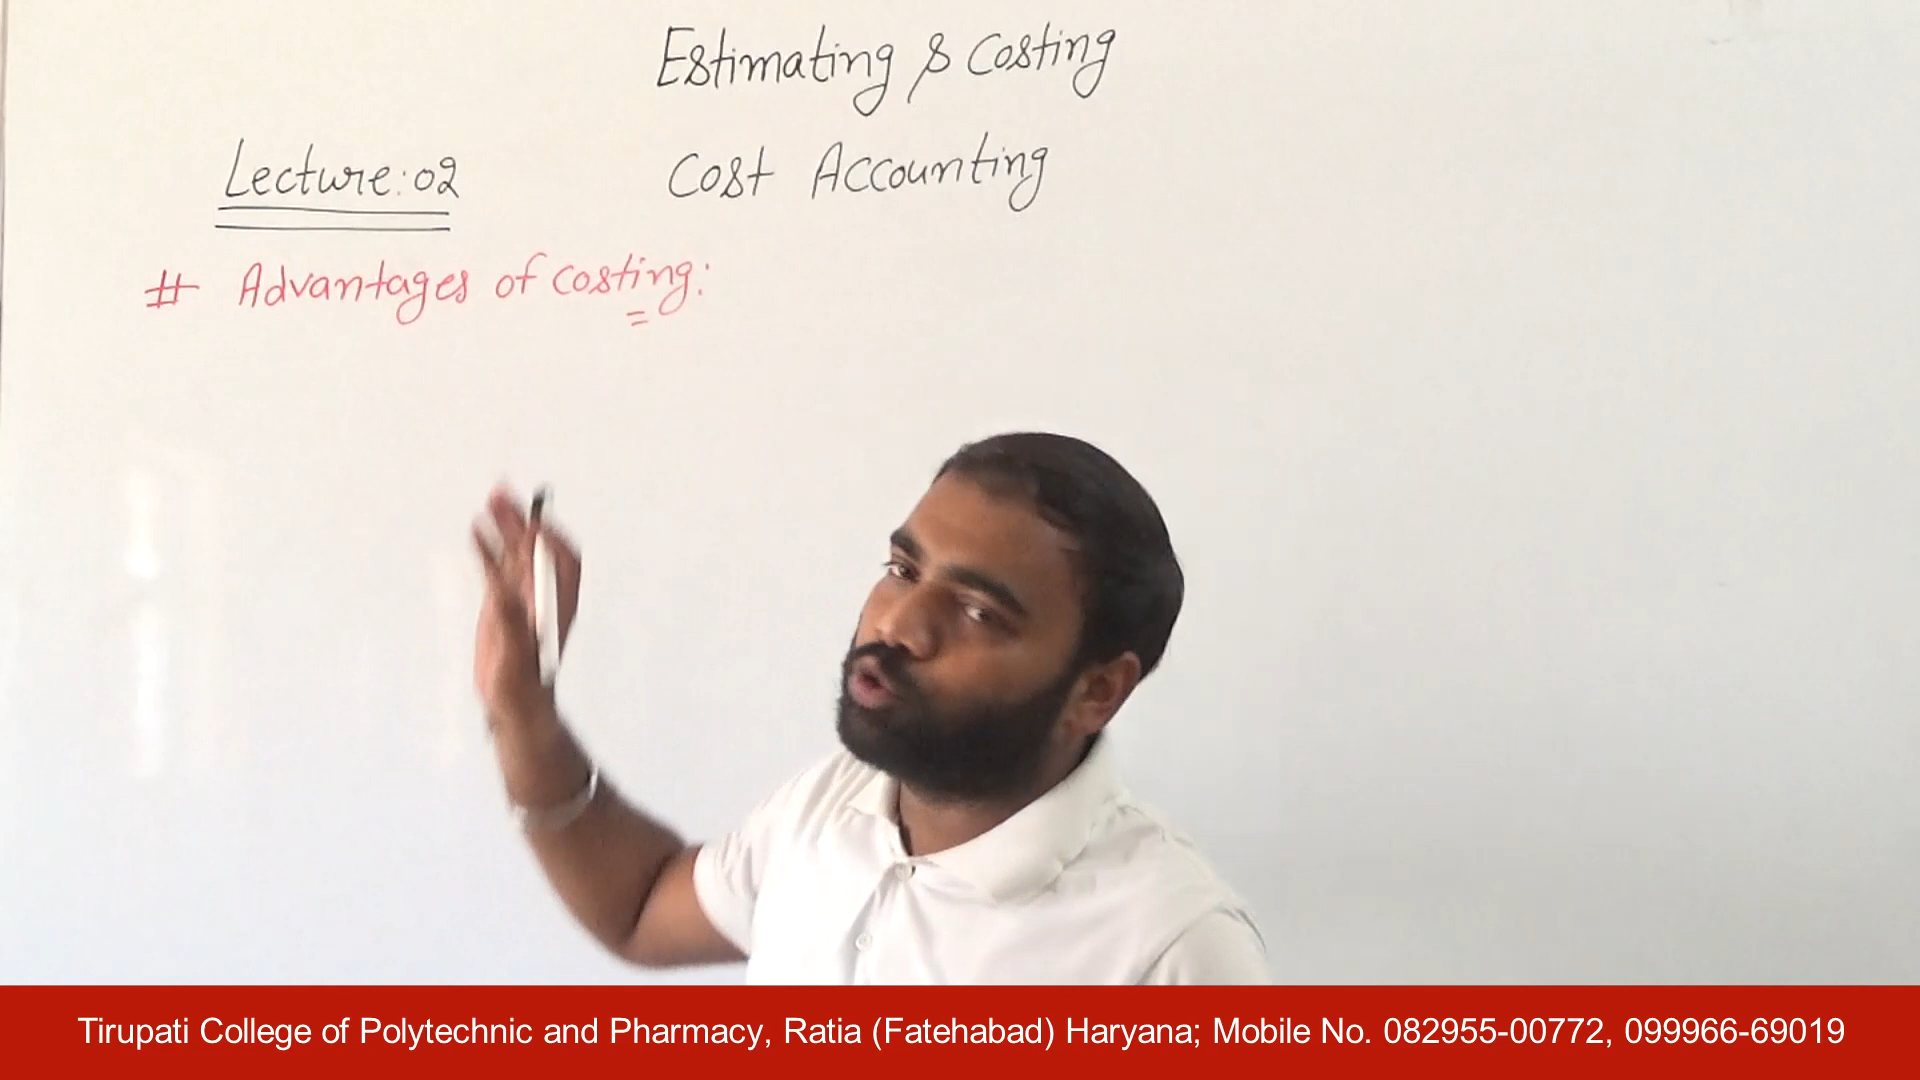 Estimating & Costing
Lecture:02
Cost Accounting
# Advantages of costing:
Tirupati College of Polytechnic and Pharmacy, Ratia (Fatehabad) Haryana; Mobile No. 082955-00772, 099966-69019